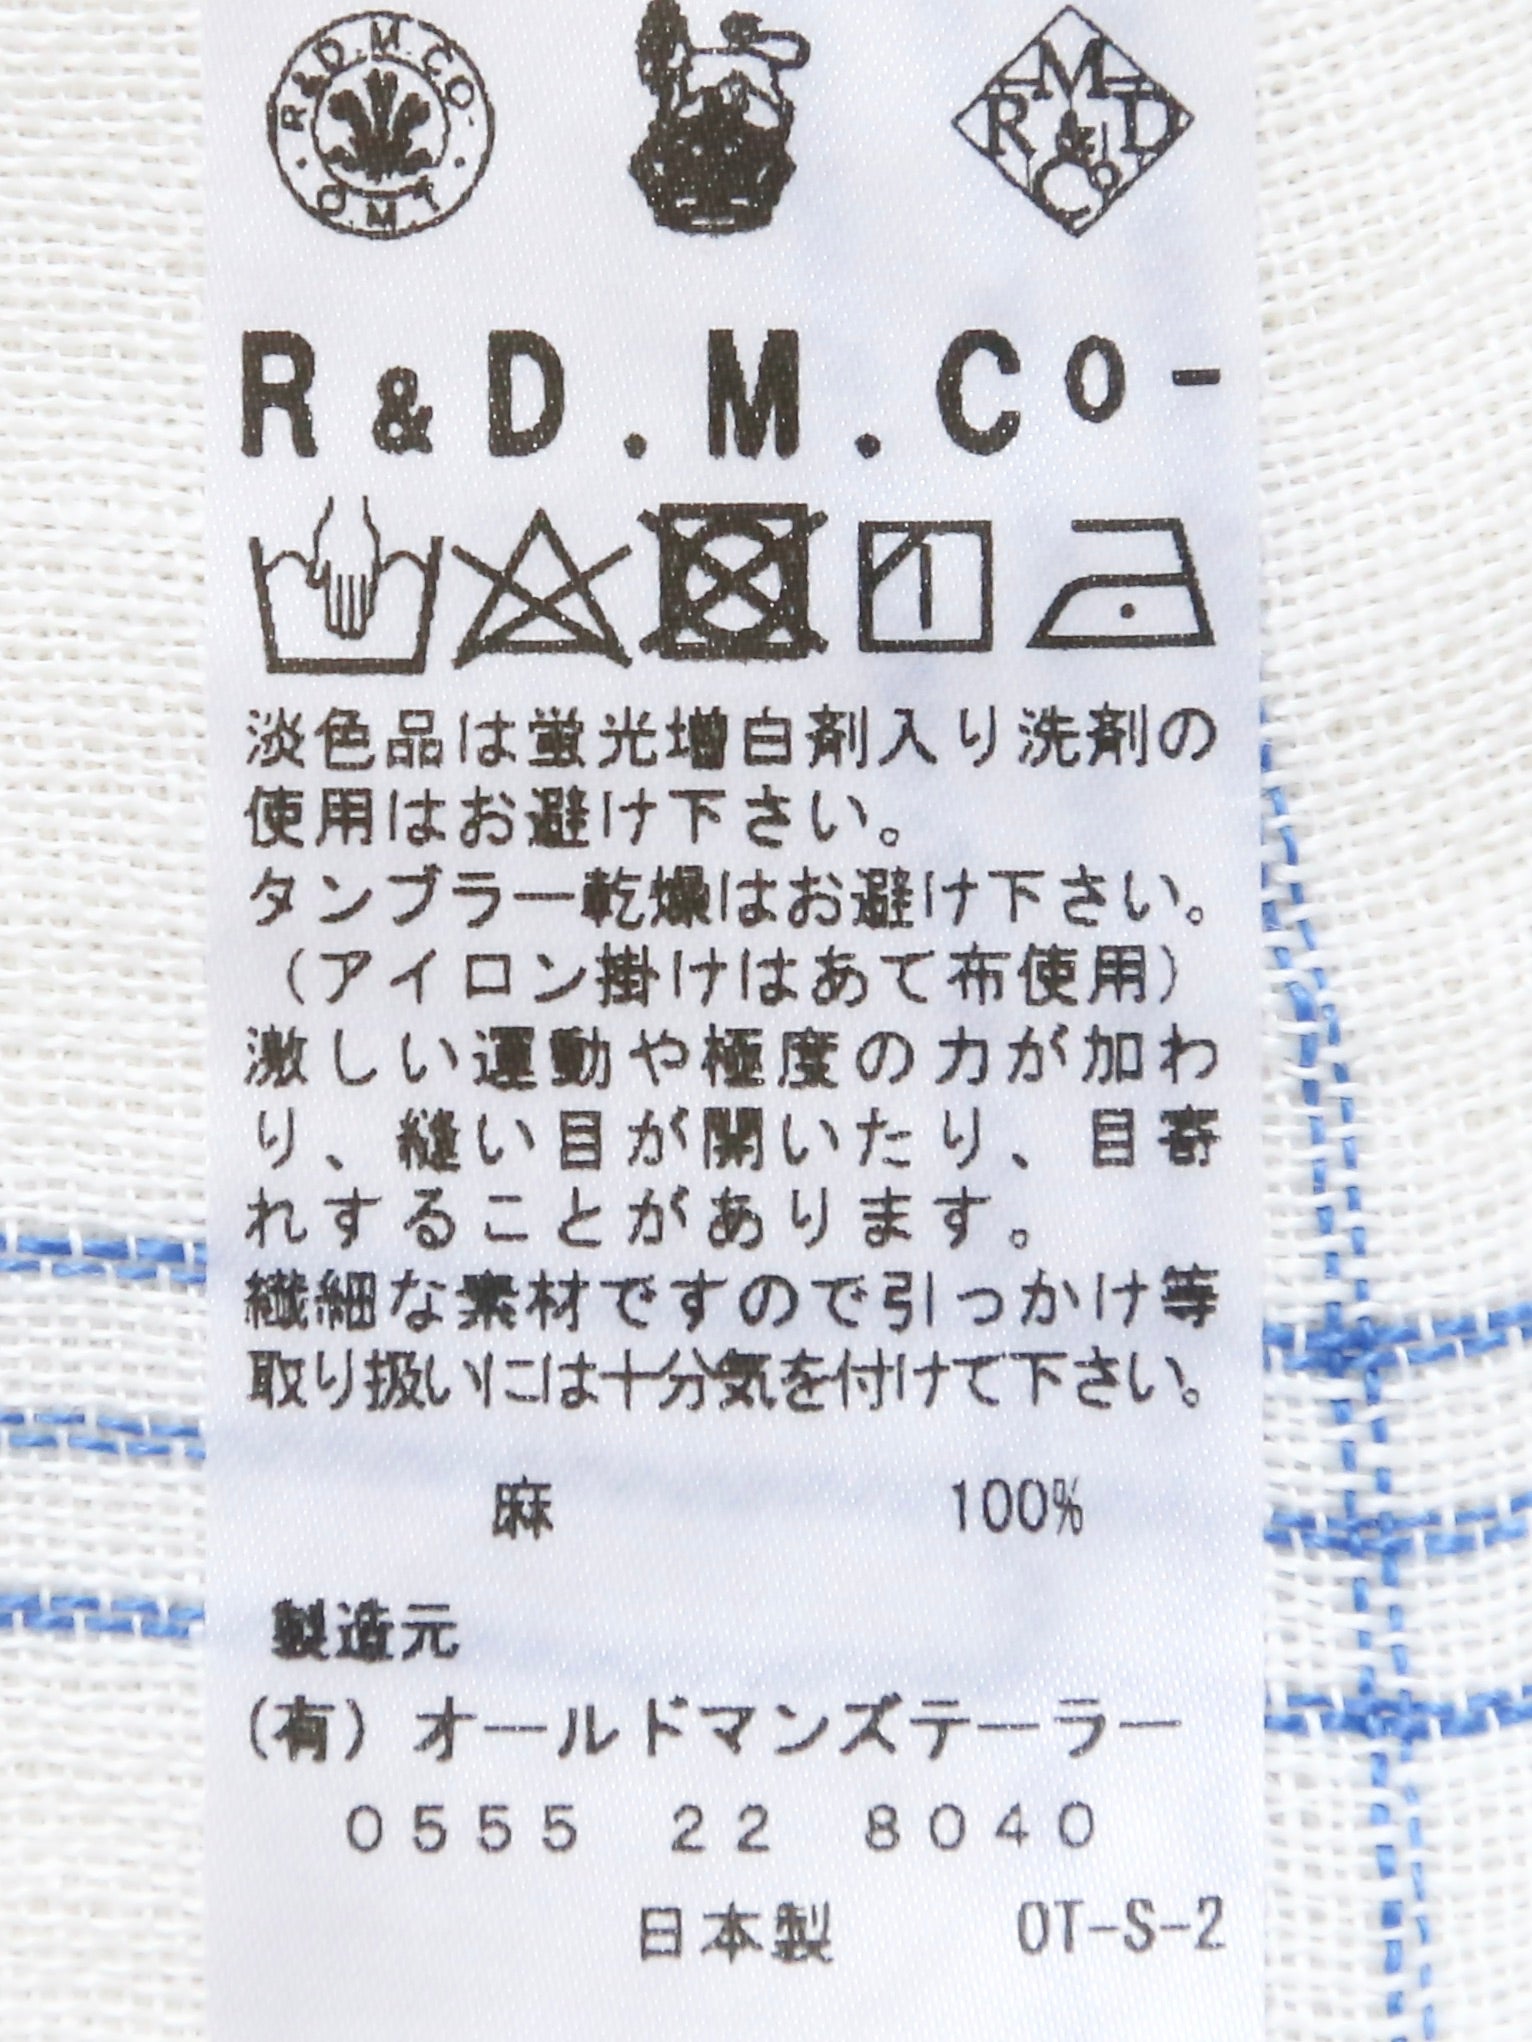 R&D.M.CO-
O.M.T
R M D
& Co
R&D.M.Co-
淡色品は蛍光増白剤入り洗剤の
使用はお避け下さい。
タンブラー乾燥はお避け下さい。
(アイロン掛けはあて布使用)
激しい運動や極度の力が加わ
り、縫い目が開いたり、目寄
れすることがあります。
繊細な素材ですので引っかけ等
取り扱いには十分気を付けて下さい。
麻 100%
製造元
(有)オールドマンズテーラー
0555 22 8040
日本製 OT-S-2